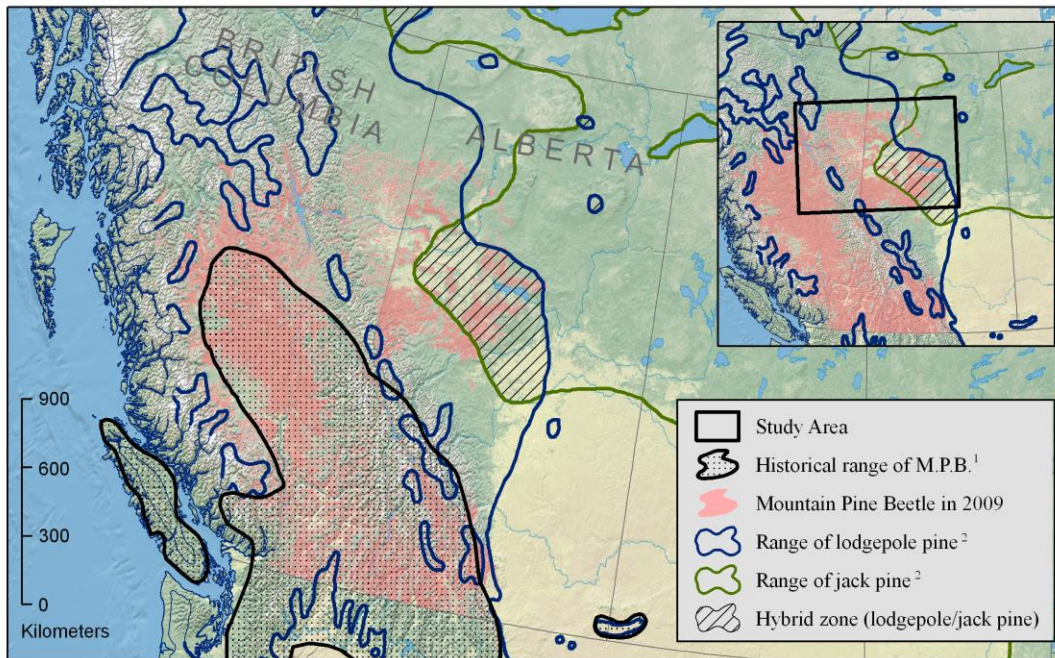 BRITISH
COLUMBIA
ALBERTA
900
600
300
0
Kilometers
Study Area
Historical range of M.P.B.¹
Mountain Pine Beetle in 2009
Range of lodgepole pine ²
Range of jack pine ²
Hybrid zone (lodgepole/jack pine)